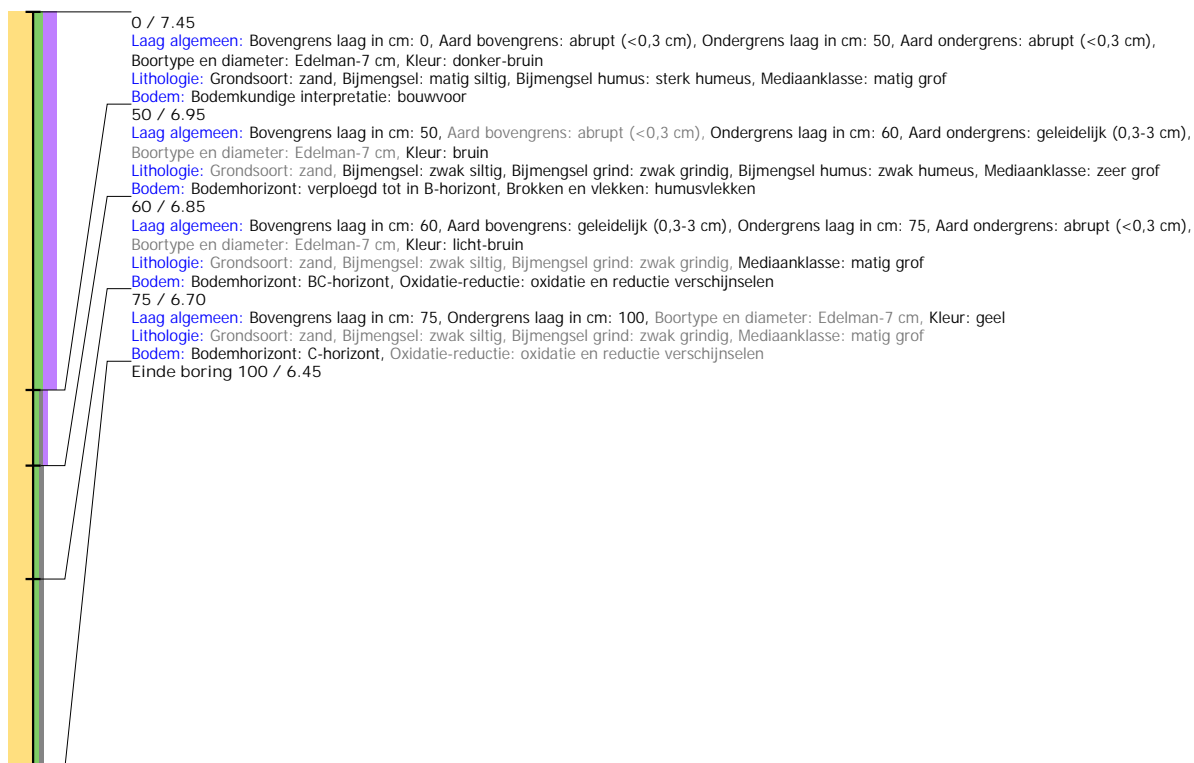 0 / 7.45
Laag algemeen: Bovengrens laag in cm: 0, Aard bovengrens: abrupt (<0,3 cm), Ondergrens laag in cm: 50, Aard ondergrens: abrupt (<0,3 cm),
Boortype en diameter: Edelman-7 cm, Kleur: donker-bruin
Lithologie: Grondsoort: zand, Bijmengsel: matig siltig, Bijmengsel humus: sterk humeus, Mediaanklasse: matig grof
Bodem: Bodemkundige interpretatie: bouwvoor
50 / 6.95
Laag algemeen: Bovengrens laag in cm: 50, Aard bovengrens: abrupt (<0,3 cm), Ondergrens laag in cm: 60, Aard ondergrens: geleidelijk (0,3-3 cm),
Boortype en diameter: Edelman-7 cm, Kleur: bruin
Lithologie: Grondsoort: zand, Bijmengsel: zwak siltig, Bijmengsel grind: zwak grindig, Bijmengsel humus: zwak humeus, Mediaanklasse: zeer grof
Bodem: Bodemhorizont: verploegd tot in B-horizont, Brokken en vlekken: humusvlekken
60 / 6.85
Laag algemeen: Bovengrens laag in cm: 60, Aard bovengrens: geleidelijk (0,3-3 cm), Ondergrens laag in cm: 75, Aard ondergrens: abrupt (<0,3 cm),
Boortype en diameter: Edelman-7 cm, Kleur: licht-bruin
Lithologie: Grondsoort: zand, Bijmengsel: zwak siltig, Bijmengsel grind: zwak grindig, Mediaanklasse: matig grof
Bodem: Bodemhorizont: BC-horizont, Oxidatie-reductie: oxidatie en reductie verschijnselen
75 / 6.70
Laag algemeen: Bovengrens laag in cm: 75, Ondergrens laag in cm: 100, Boortype en diameter: Edelman-7 cm, Kleur: geel
Lithologie: Grondsoort: zand, Bijmengsel: zwak siltig, Bijmengsel grind: zwak grindig, Mediaanklasse: matig grof
Bodem: Bodemhorizont: C-horizont, Oxidatie-reductie: oxidatie en reductie verschijnselen
Einde boring 100 / 6.45